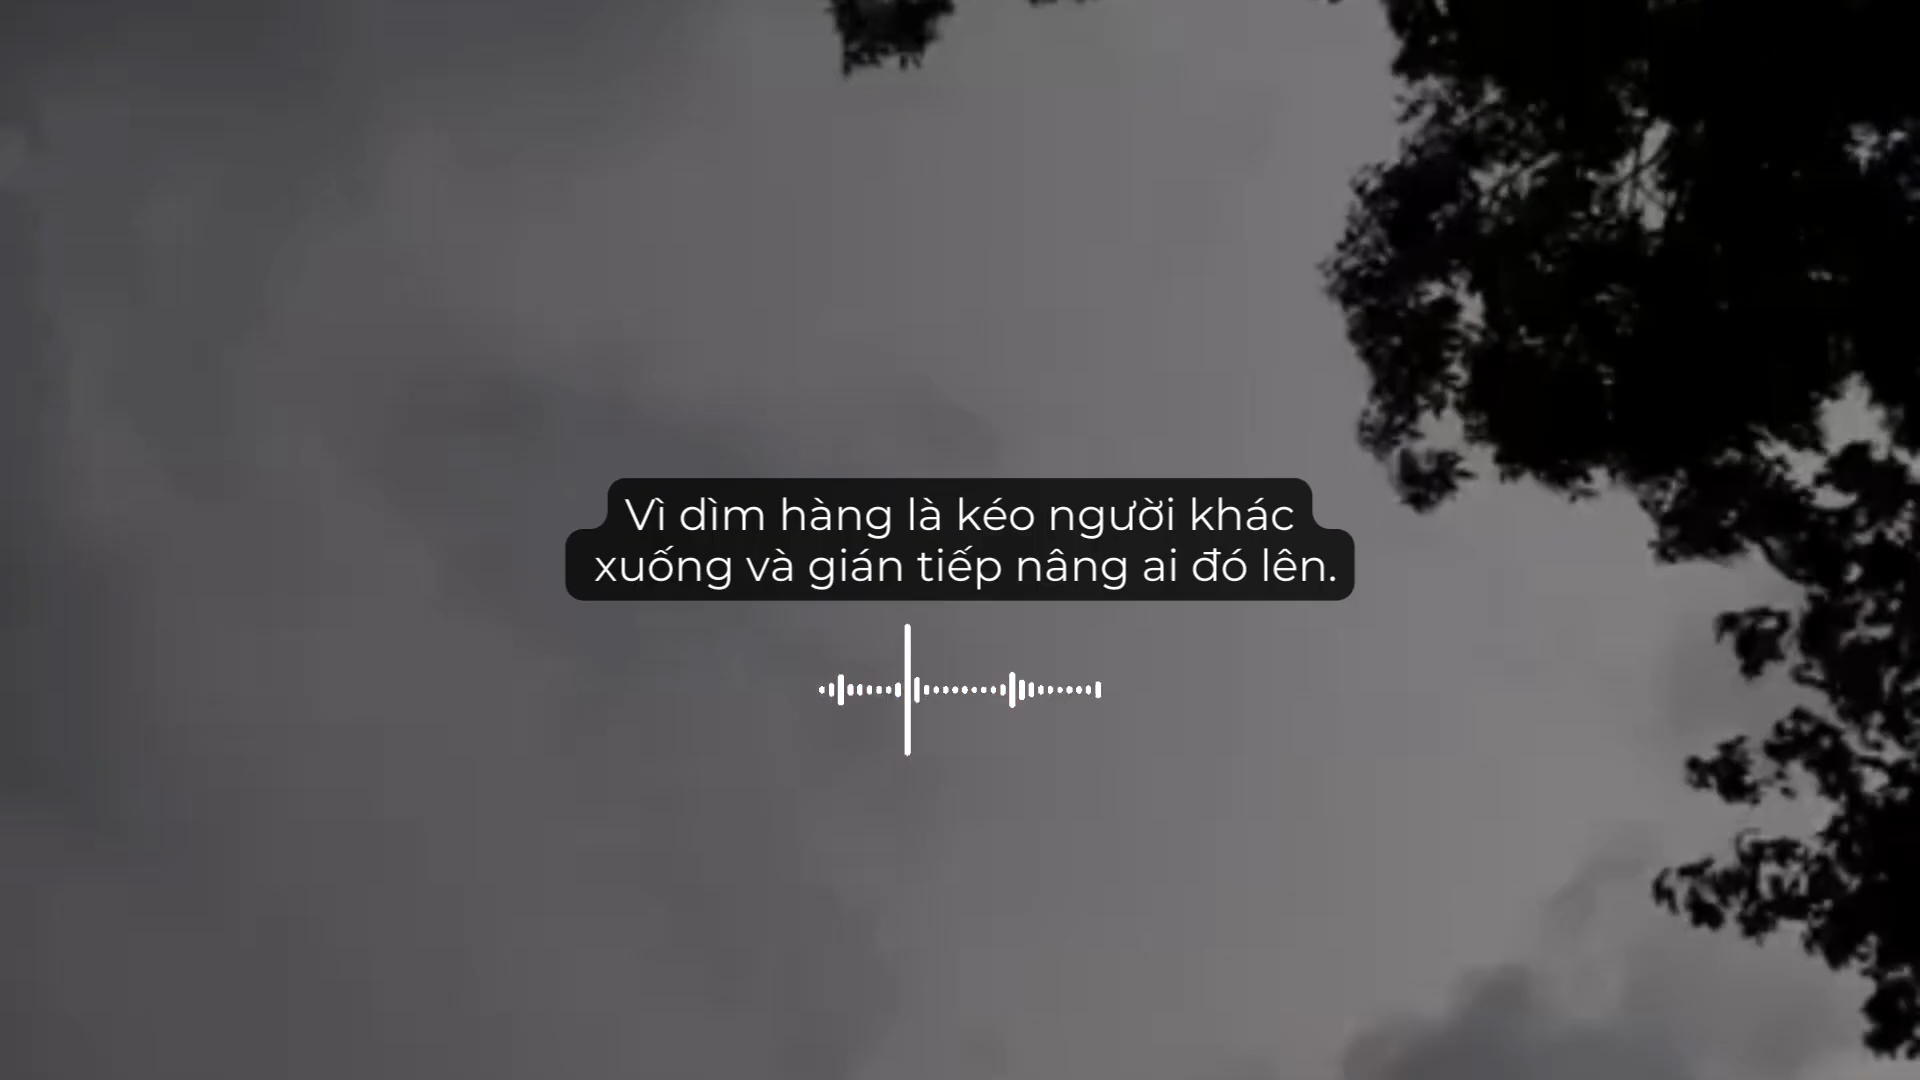 Vì dìm hàng là kéo người khác
xuống và gián tiếp nâng ai đó lên.